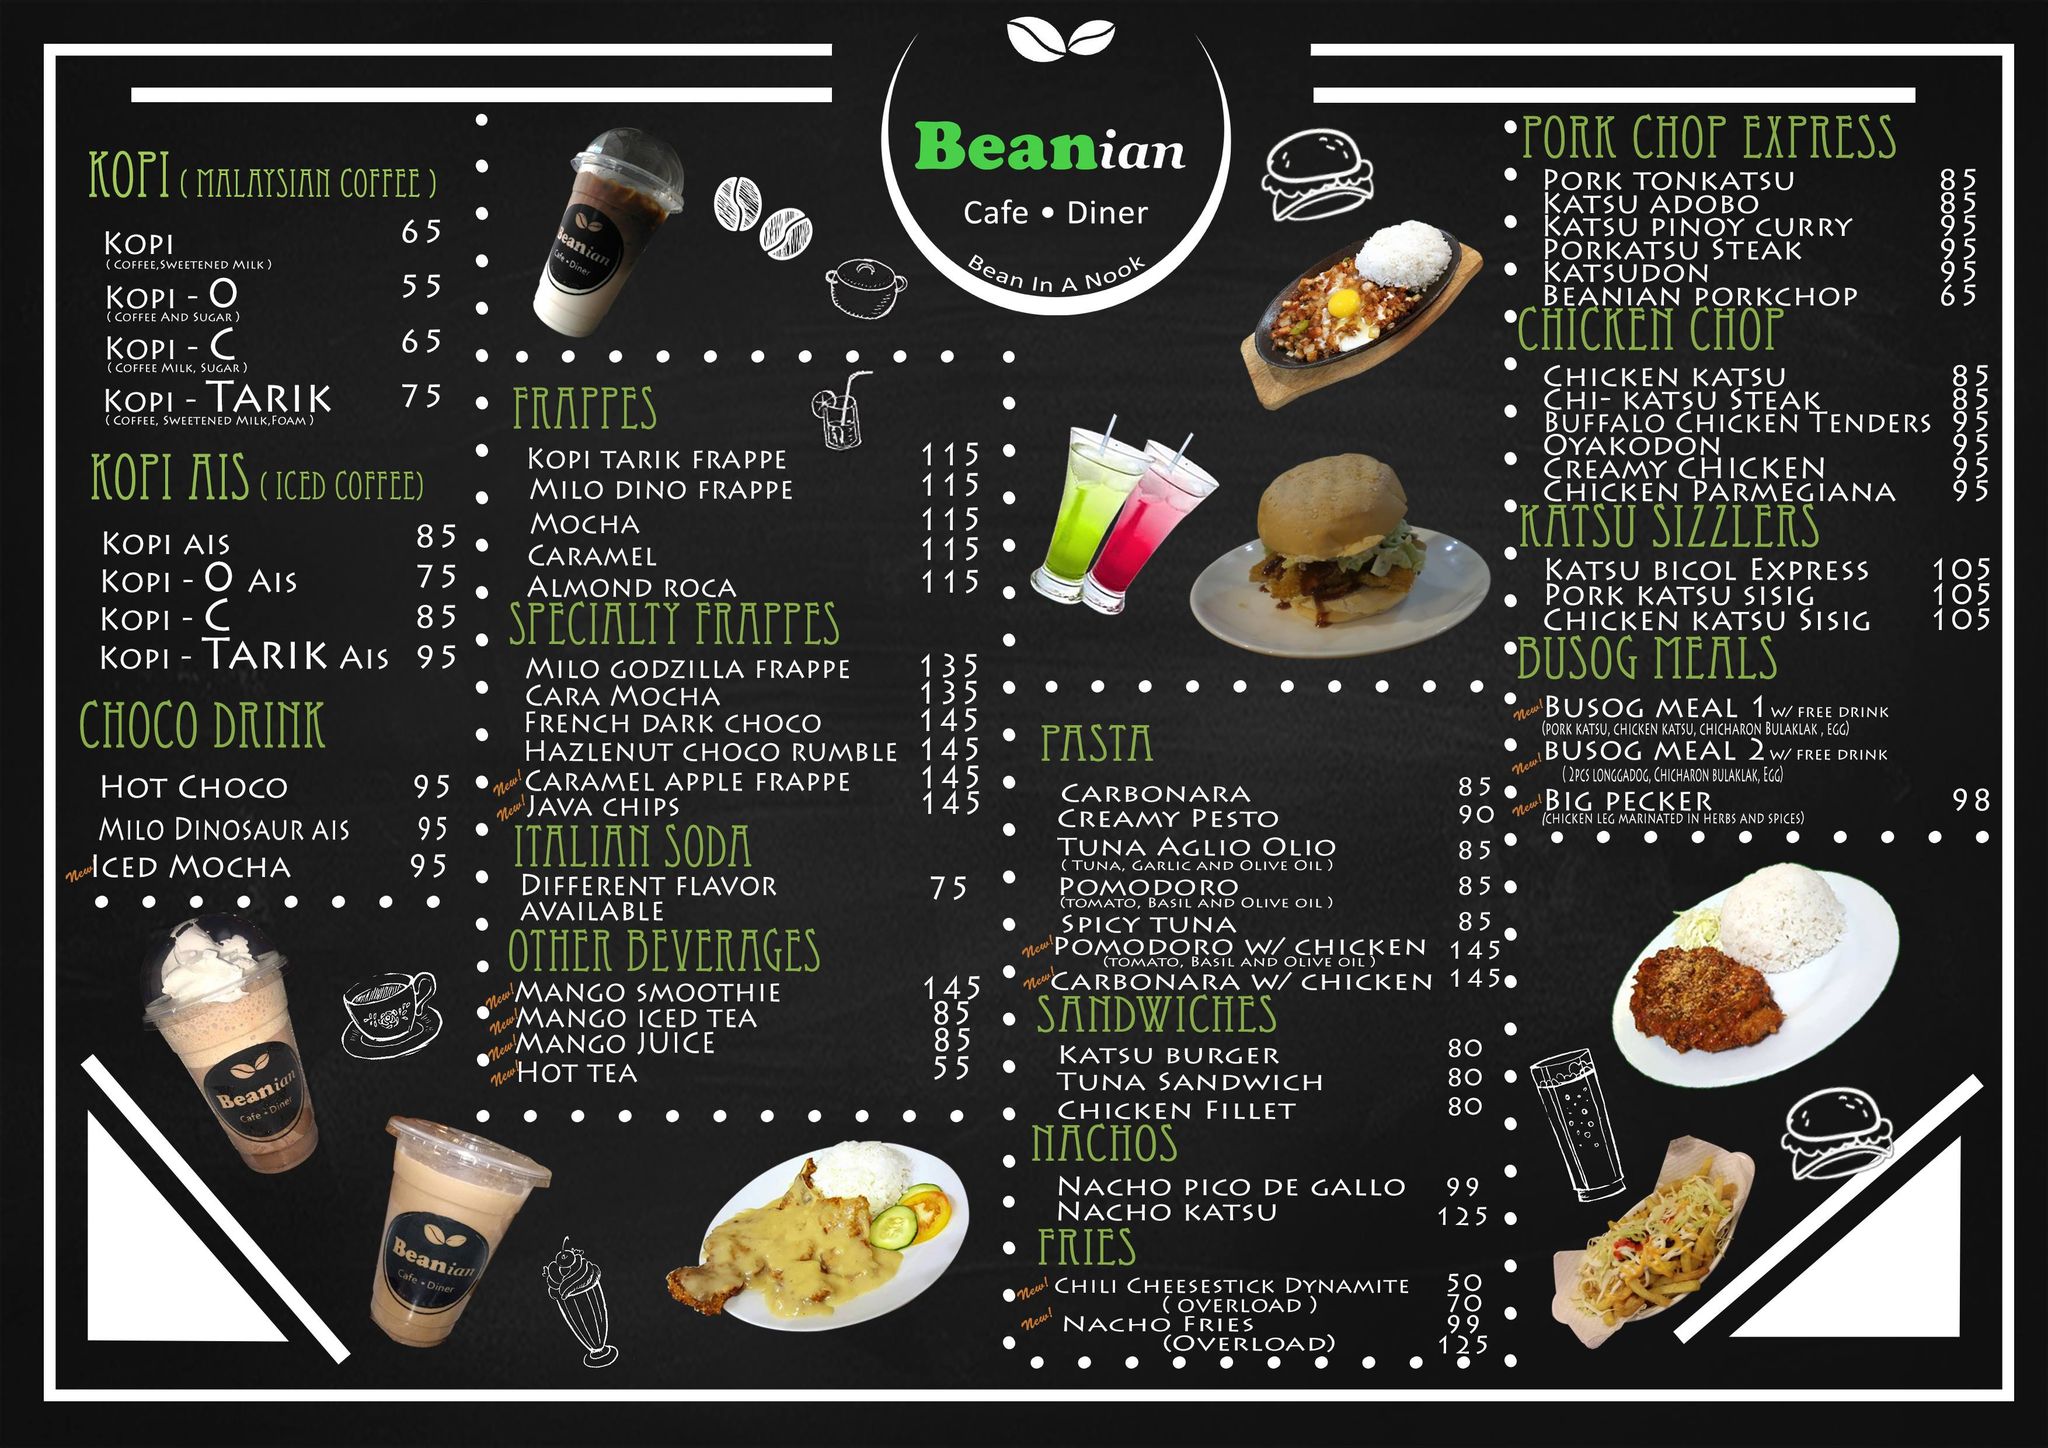 Beanian
Cafe • Diner
Bean In A Nook
KOPI ( MALAYSIAN COFFEE )
KOPI 65
( COFFEE,SWEETENED MILK )
KOPI - O 55
( COFFEE AND SUGAR )
KOPI - C 65
( COFFEE MILK, SUGAR )
KOPI - TARIK 75
( COFFEE, SWEETENED MILK,FOAM )
KOPI AIS ( ICED COFFEE)
KOPI AIS 85
KOPI - O AIS 75
KOPI - C 85
KOPI - TARIK AIS 95
CHOCO DRINK
HOT CHOCO 95
MILO DINOSAUR AIS 95
New! ICED MOCHA 95
Beanian
Cafe • Diner
Beanian
Cafe • Diner
Beanian
Cafe • Diner
FRAPPES
KOPI TARIK FRAPPE 115
MILO DINO FRAPPE 115
MOCHA 115
CARAMEL 115
ALMOND ROCA 115
SPECIALTY FRAPPES
MILO GODZILLA FRAPPE 135
CARA MOCHA 135
FRENCH DARK CHOCO 145
HAZLENUT CHOCO RUMBLE 145
New! CARAMEL APPLE FRAPPE 145
New! JAVA CHIPS 145
ITALIAN SODA
DIFFERENT FLAVOR 75
AVAILABLE
OTHER BEVERAGES
New! MANGO SMOOTHIE 145
New! MANGO ICED TEA 85
New! MANGO JUICE 85
New! HOT TEA 55
PASTA
CARBONARA 85
CREAMY PESTO 90
TUNA AGLIO OLIO 85
( TUNA, GARLIC AND OLIVE OIL )
POMODORO 85
(TOMATO, BASIL AND OLIVE OIL )
SPICY TUNA 85
New! POMODORO W/ CHICKEN 145
(TOMATO, BASIL AND OLIVE OIL )
New! CARBONARA W/ CHICKEN 145
SANDWICHES
KATSU BURGER 80
TUNA SANDWICH 80
CHICKEN FILLET 80
NACHOS
NACHO PICO DE GALLO 99
NACHO KATSU 125
FRIES
New! CHILI CHEESESTICK DYNAMITE 50
( OVERLOAD ) 70
New! NACHO FRIES 99
(OVERLOAD) 125
PORK CHOP EXPRESS
PORK TONKATSU 85
KATSU ADOBO 85
KATSU PINOY CURRY 95
PORKATSU STEAK 95
KATSUDON 95
BEANIAN PORKCHOP 65
CHICKEN CHOP
CHICKEN KATSU 85
CHI- KATSU STEAK 85
BUFFALO CHICKEN TENDERS 95
OYAKODON 95
CREAMY CHICKEN 95
CHICKEN PARMEGIANA 95
KATSU SIZZLERS
KATSU BICOL EXPRESS 105
PORK KATSU SISIG 105
CHICKEN KATSU SISIG 105
BUSOG MEALS
New! BUSOG MEAL 1 W/ FREE DRINK
(PORK KATSU, CHICKEN KATSU, CHICHARON BULAKLAK , EGG)
New! BUSOG MEAL 2 W/ FREE DRINK
( 2PCS LONGGADOG, CHICHARON BULAKLAK, EGG)
New! BIG PECKER 98
(CHICKEN LEG MARINATED IN HERBS AND SPICES)